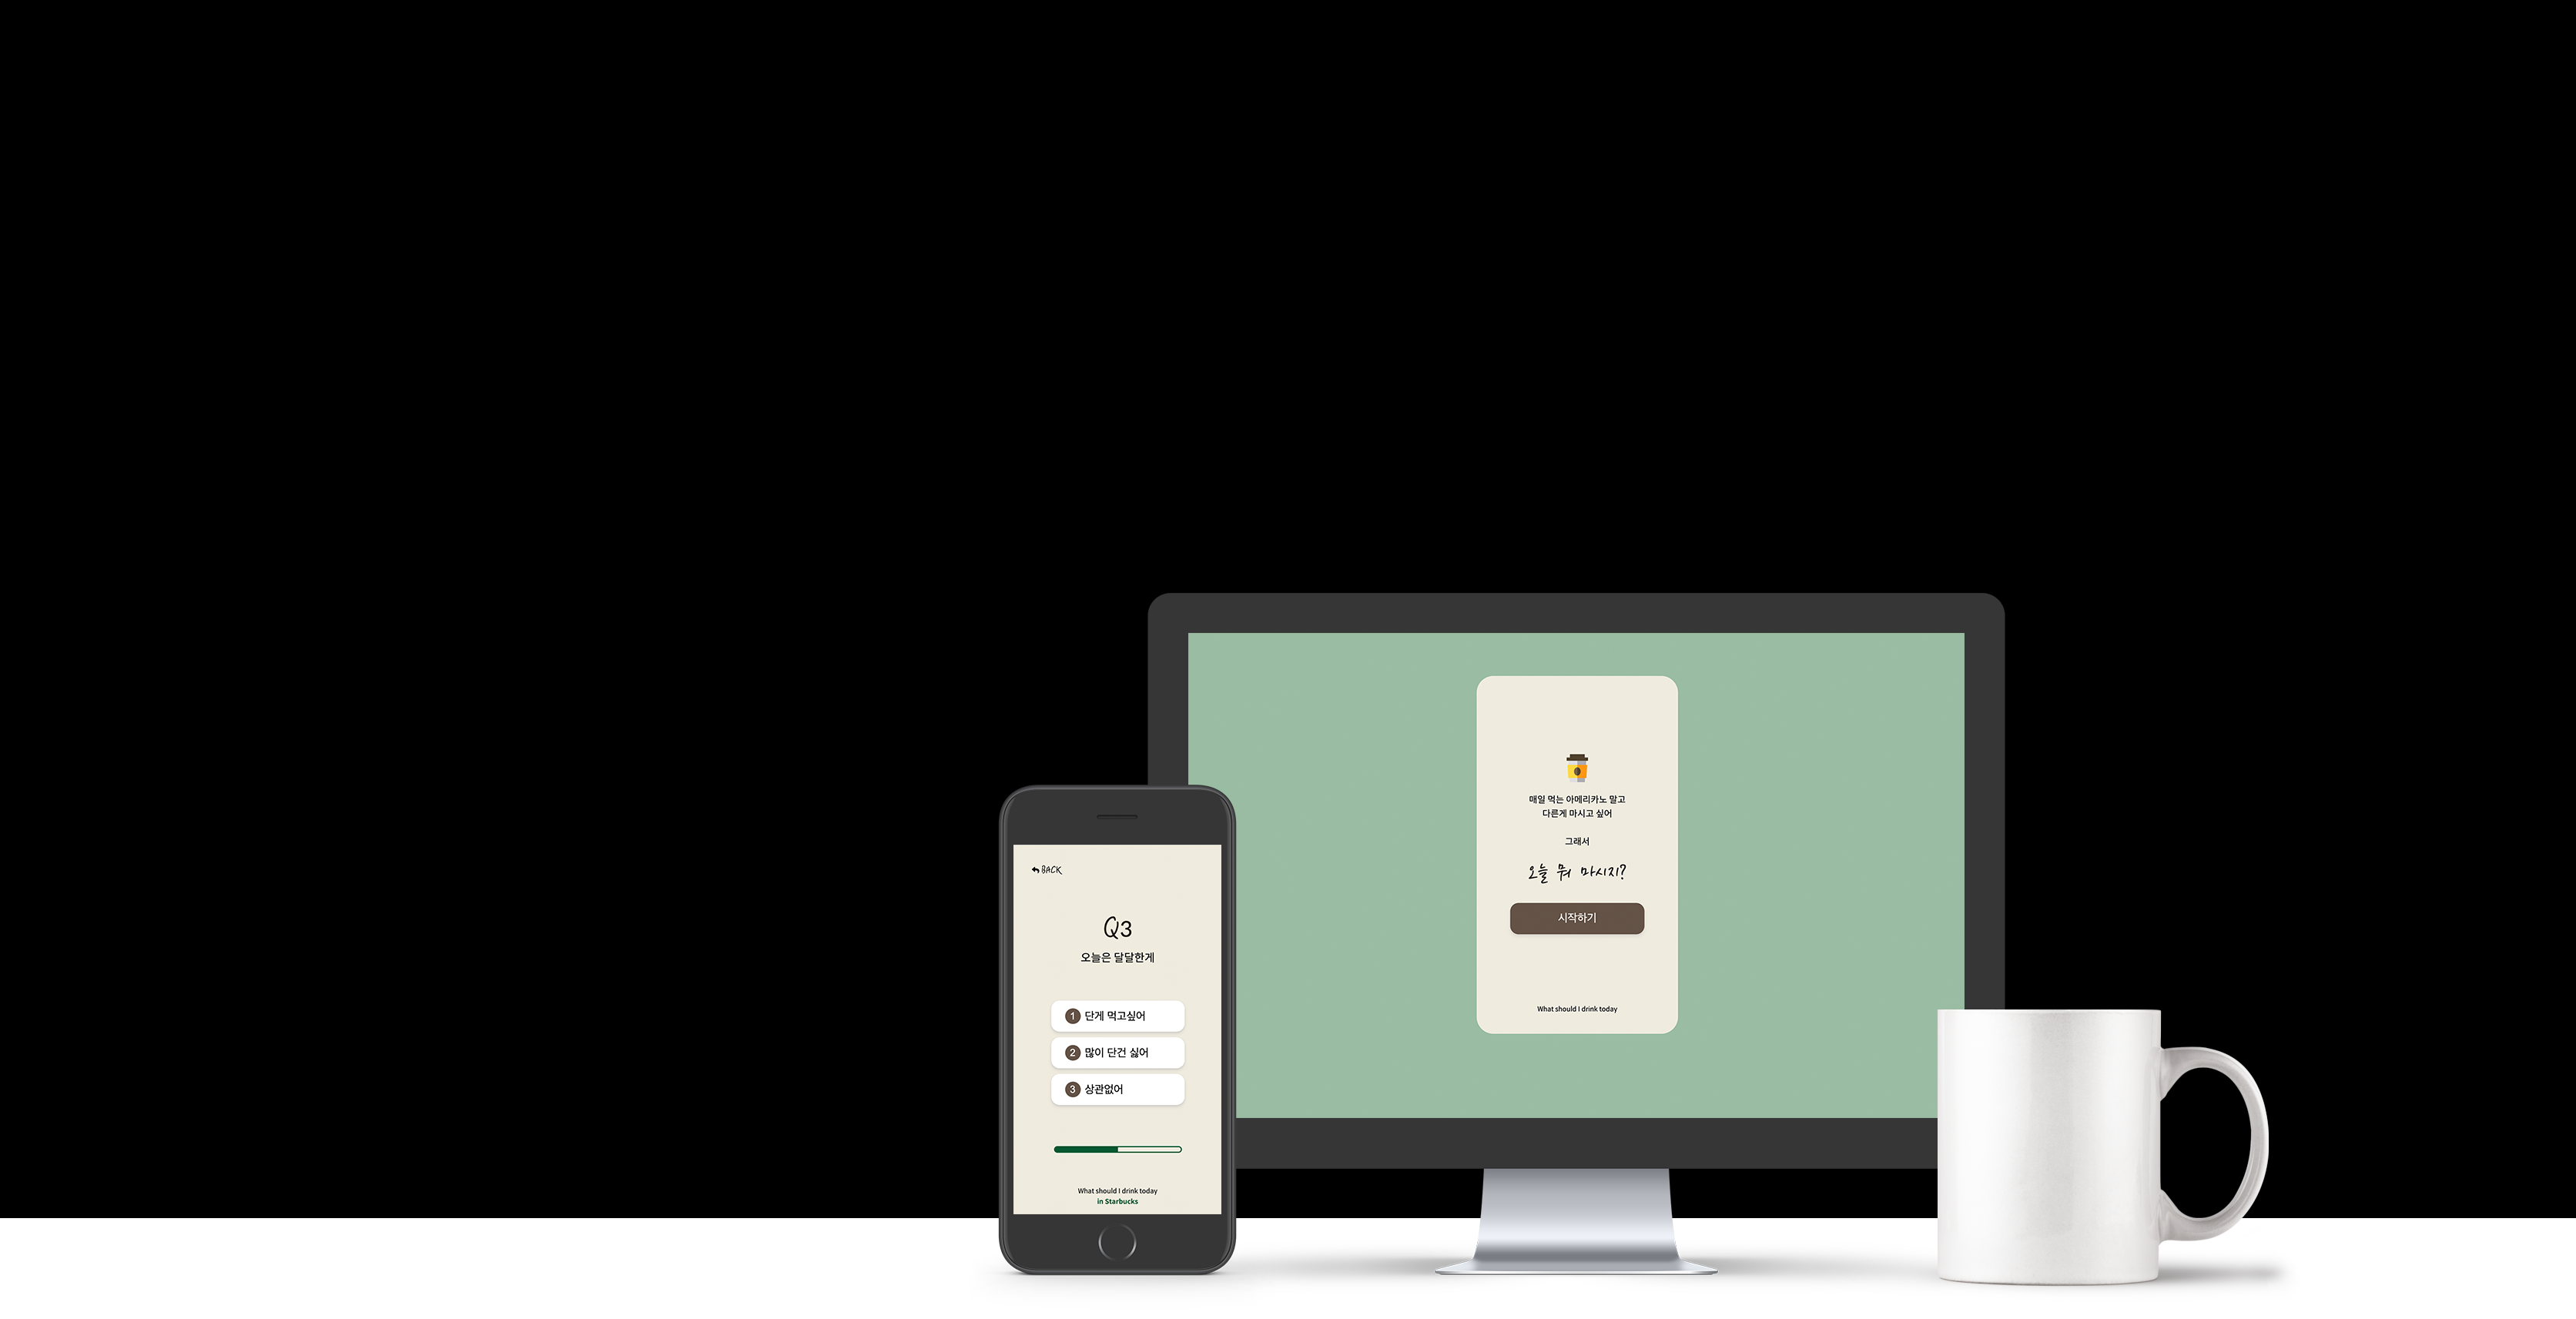 BACK
Q3
오늘은 달달한게
1 단게 먹고싶어
2 많이 단건 싫어
3 상관없어
What should I drink today
in Starbucks
매일 먹는 아메리카노 말고
다른게 마시고 싶어
그래서
오늘 뭐 마시지?
시작하기
What should I drink today